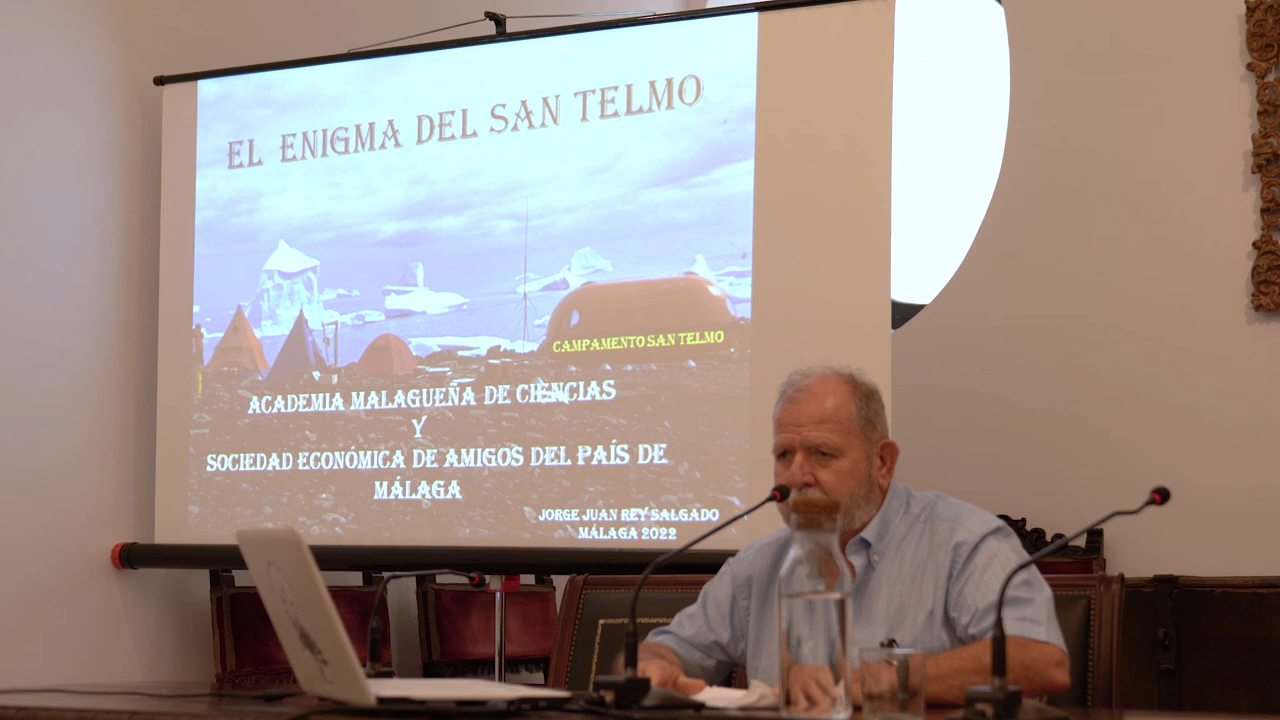 EL ENIGMA DEL SAN TELMO
CAMPAMENTO SAN TELMO
ACADEMIA MALAGUEÑA DE CIENCIAS
Y
SOCIEDAD ECONÓMICA DE AMIGOS DEL PAÍS DE
MÁLAGA
JORGE JUAN REY SALGADO
MÁLAGA 2022